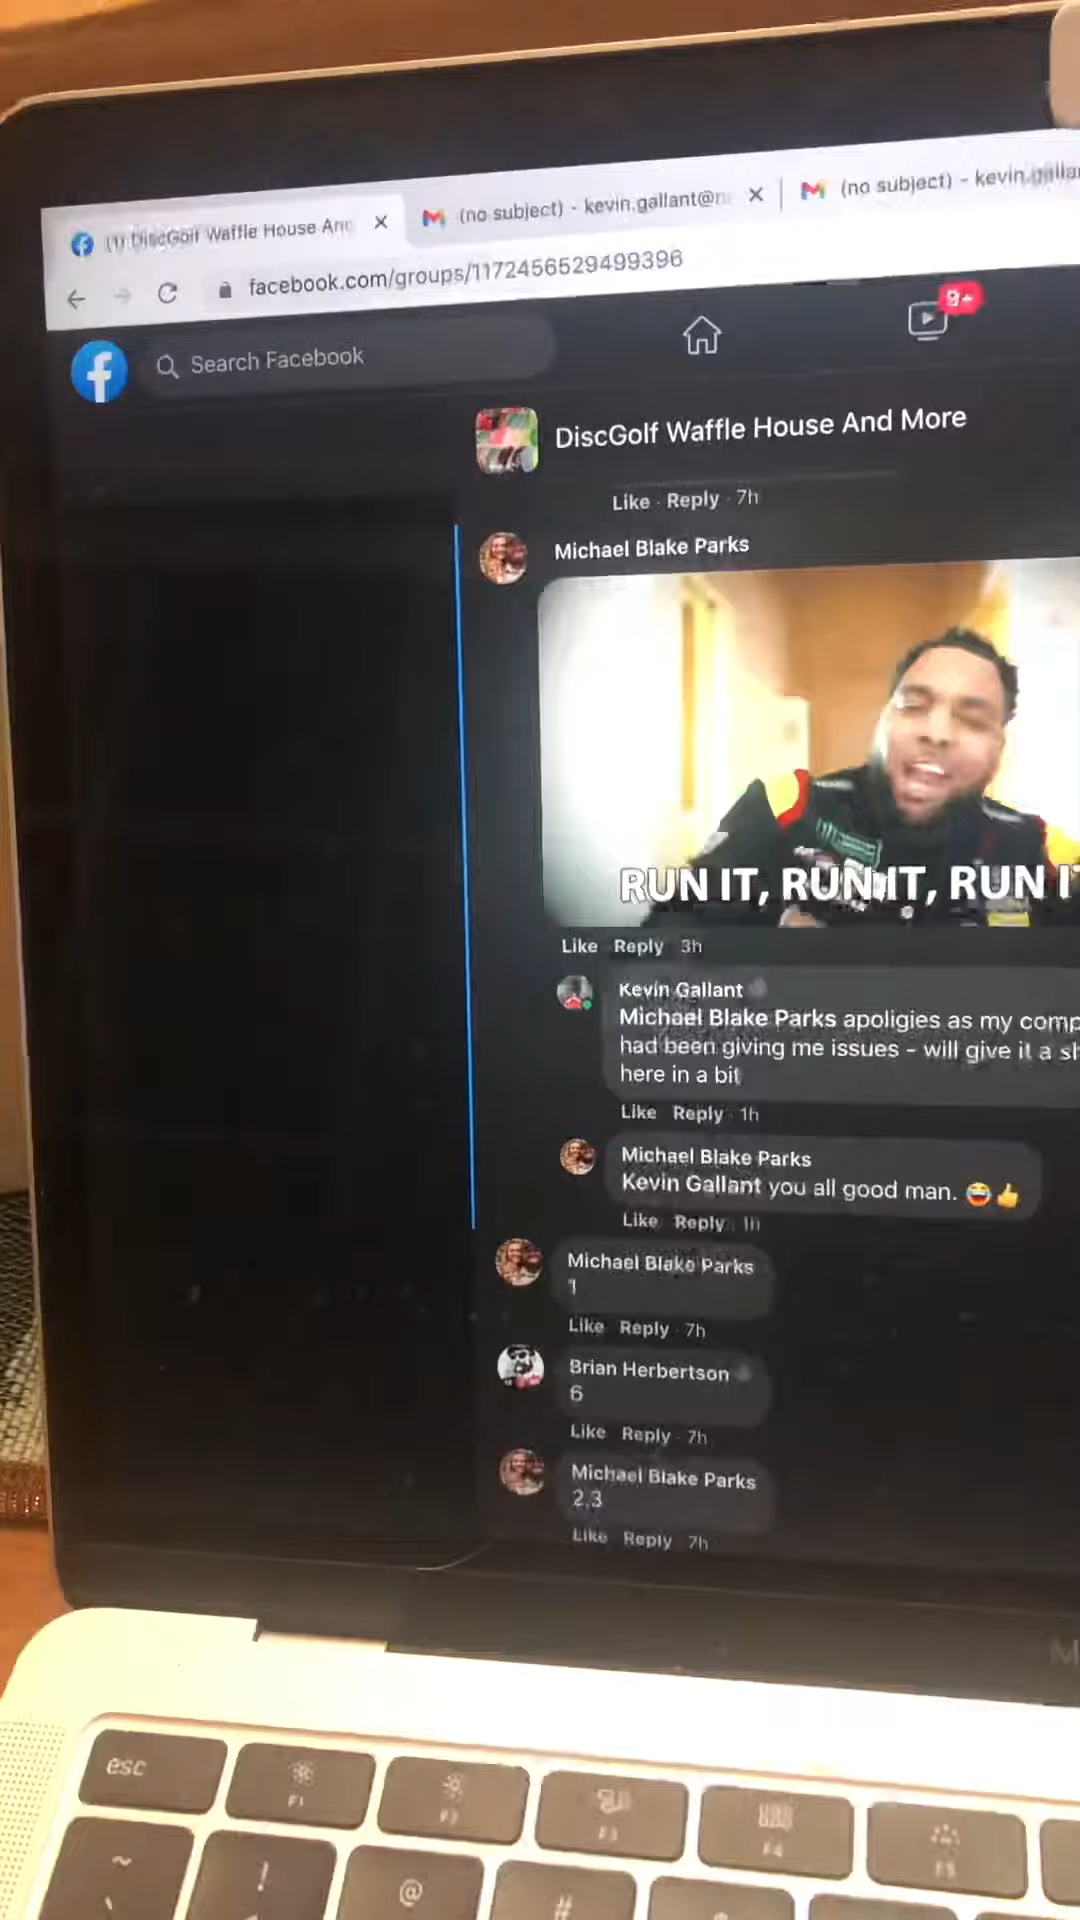 (1) DiscGolf Waffle House And
(no subject) - kevin.gallant@n
(no subject) - kevin.galla
facebook.com/groups/1172456529499396
Search Facebook
9+
DiscGolf Waffle House And More
Like · Reply · 7h
Michael Blake Parks
RUN IT, RUN IT, RUN IT
Like Reply 3h
Kevin Gallant
Michael Blake Parks apoligies as my comp
had been giving me issues - will give it a sh
here in a bit
Like Reply 1h
Michael Blake Parks
Kevin Gallant you all good man. 😂👍
Like Reply 1h
Michael Blake Parks
1
Like Reply · 7h
Brian Herbertson
6
Like Reply · 7h
Michael Blake Parks
2,3
Like Reply 7h
M
esc
F1
F2
F3
F4
F5
~
!
@
#